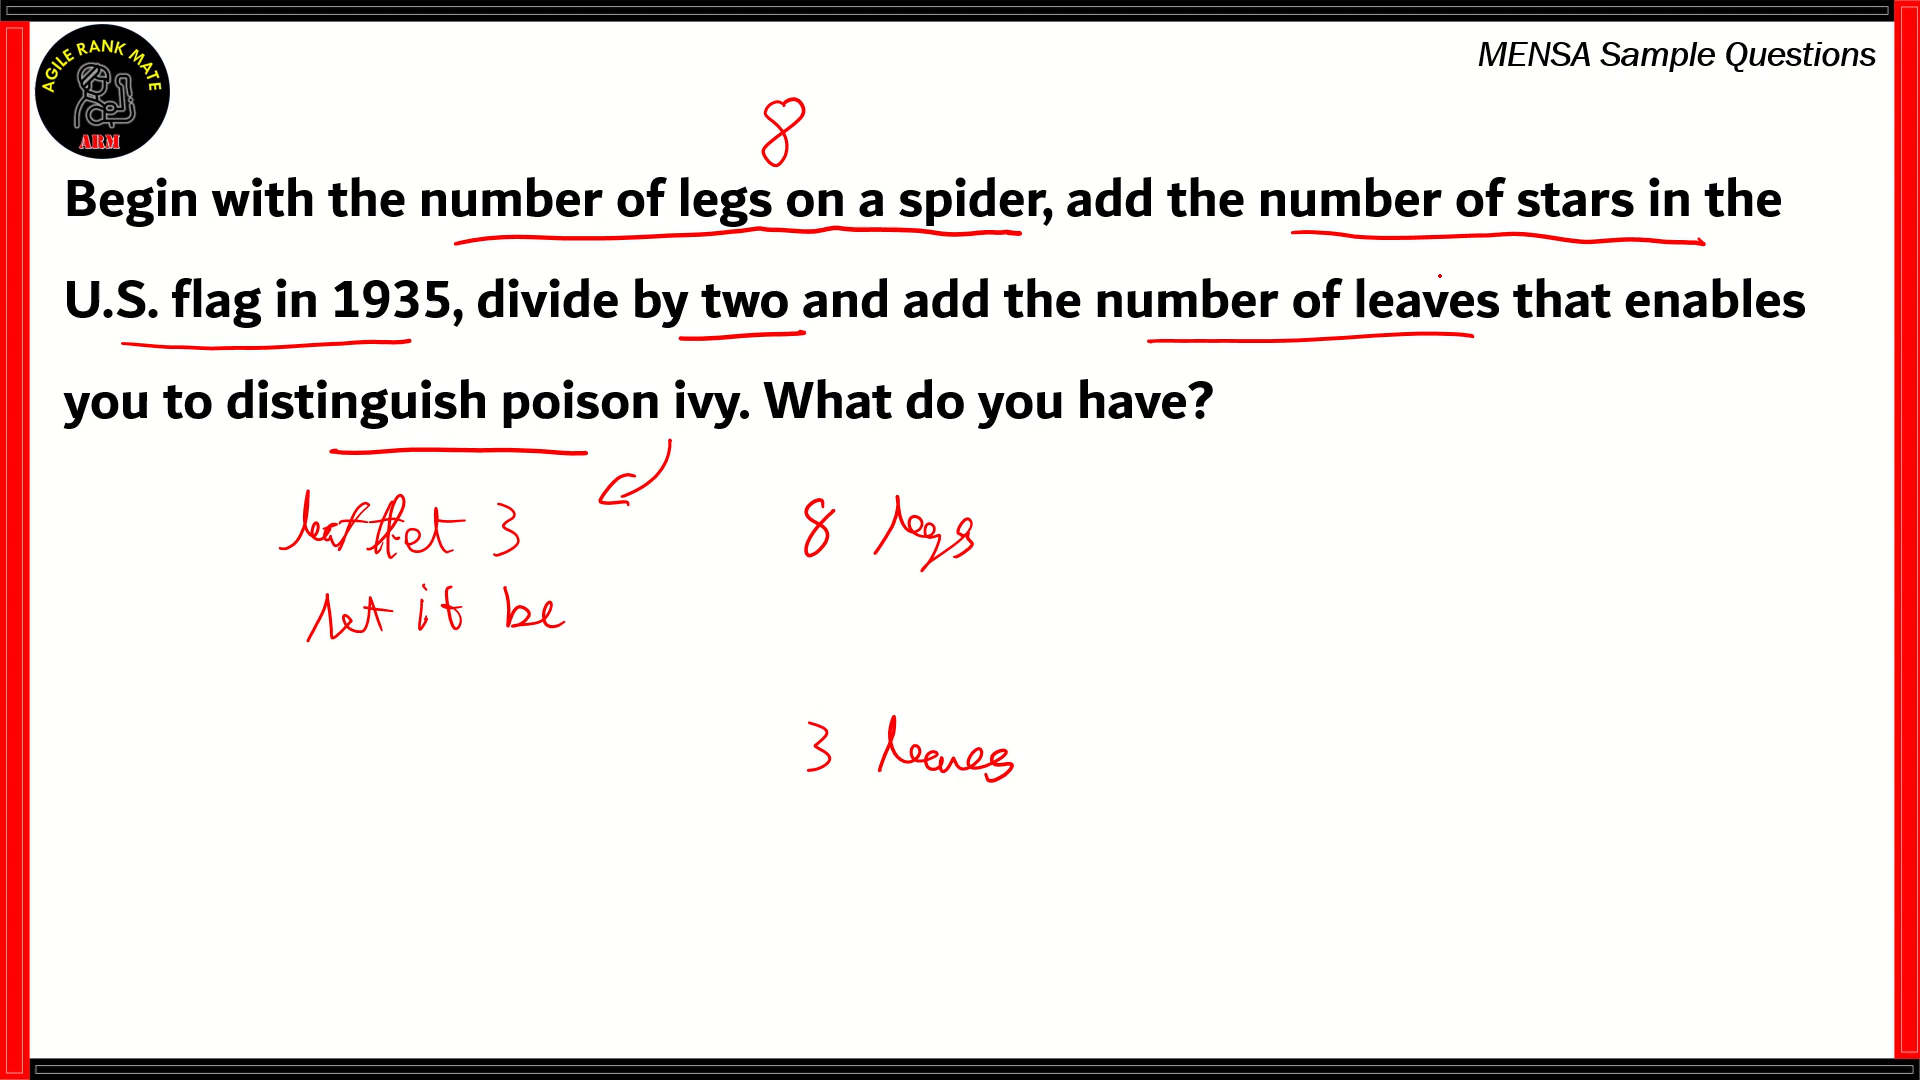 AGILE RANK MATE
ARM
MENSA Sample Questions
8
Begin with the number of legs on a spider, add the number of stars in the
U.S. flag in 1935, divide by two and add the number of leaves that enables
you to distinguish poison ivy. What do you have?
leaflet 3
8 legs
let it be
3 leaves